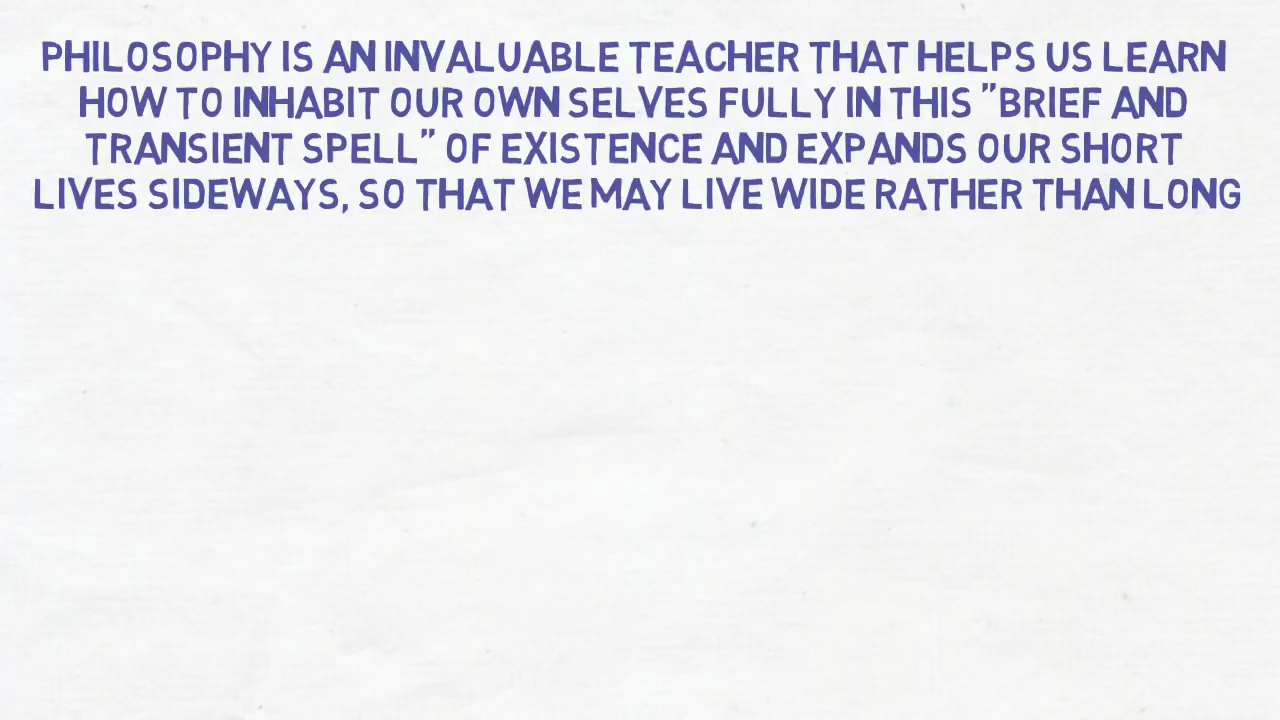 PHILOSOPHY IS AN INVALUABLE TEACHER THAT HELPS US LEARN
HOW TO INHABIT OUR OWN SELVES FULLY IN THIS "BRIEF AND
TRANSIENT SPELL" OF EXISTENCE AND EXPANDS OUR SHORT
LIVES SIDEWAYS, SO THAT WE MAY LIVE WIDE RATHER THAN LONG